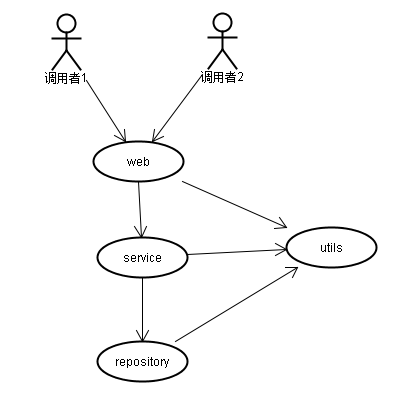 调用者1
调用者2
web
utils
service
repository